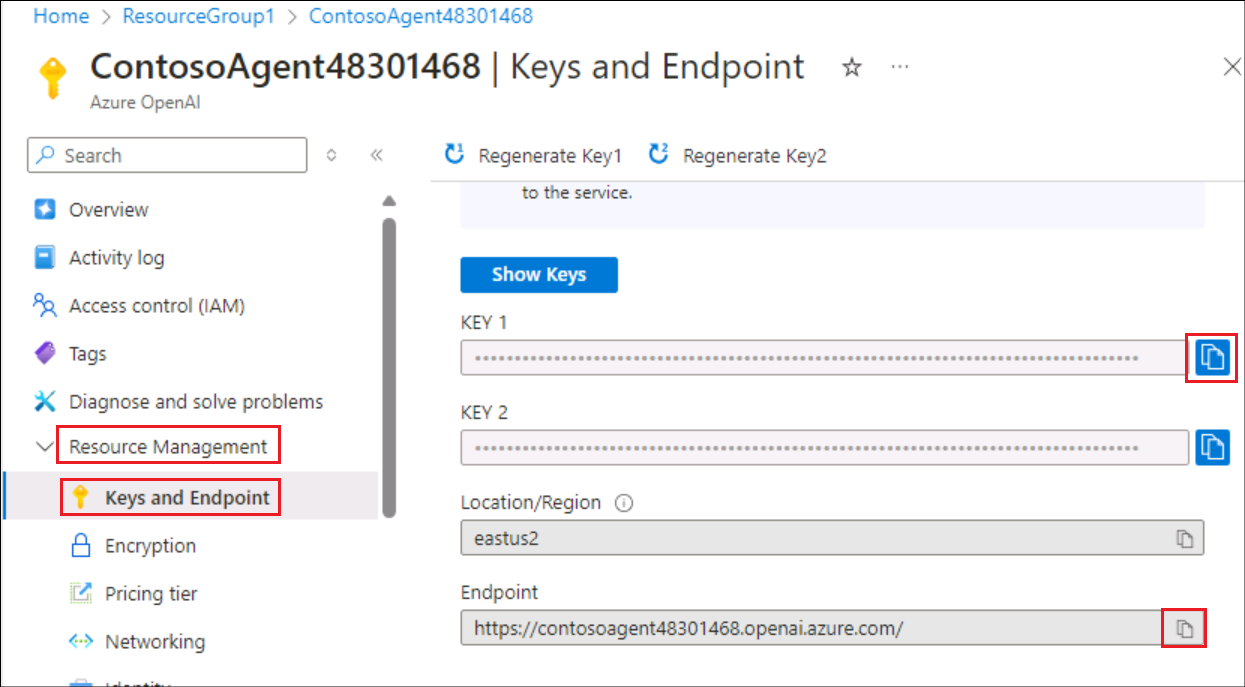 Home > ResourceGroup1 > ContosoAgent48301468
ContosoAgent48301468 | Keys and Endpoint
Azure OpenAI
Search
Regenerate Key1 Regenerate Key2
to the service.
Overview
Activity log
Access control (IAM)
Tags
Diagnose and solve problems
Resource Management
Keys and Endpoint
Encryption
Pricing tier
Networking
Identity
Show Keys
KEY 1
KEY 2
Location/Region
eastus2
Endpoint
https://contosoagent48301468.openai.azure.com/